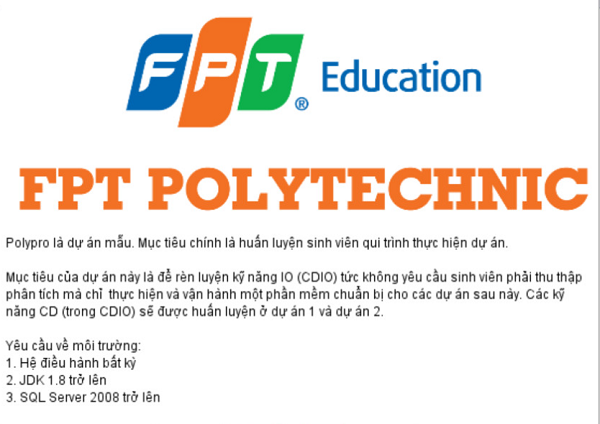 FPT® Education
FPT POLYTECHNIC
Polypro là dự án mẫu. Mục tiêu chính là huấn luyện sinh viên qui trình thực hiện dự án.
Mục tiêu của dự án này là để rèn luyện kỹ năng IO (CDIO) tức không yêu cầu sinh viên phải thu thập
phân tích mà chỉ thực hiện và vận hành một phần mềm chuẩn bị cho các dự án sau này. Các kỹ
năng CD (trong CDIO) sẽ được huấn luyện ở dự án 1 và dự án 2.
Yêu cầu về môi trường:
1. Hệ điều hành bất kỳ
2. JDK 1.8 trở lên
3. SQL Server 2008 trở lên